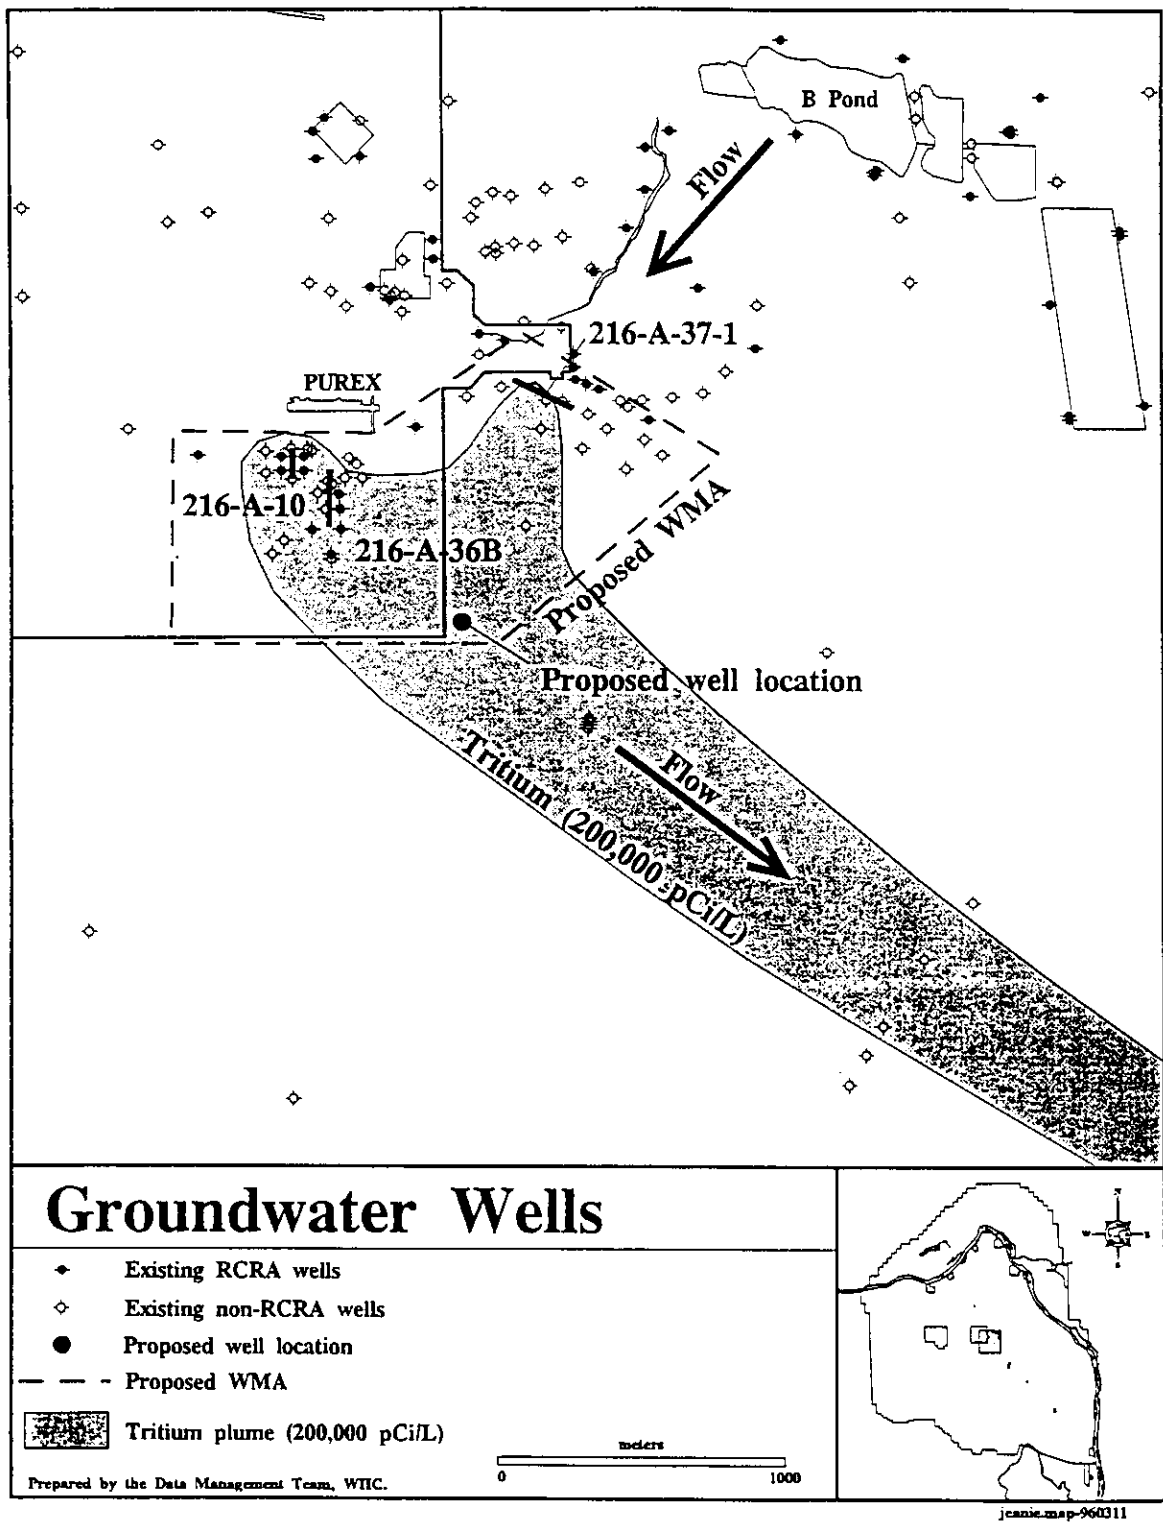 B Pond
Flow
216-A-37-1
PUREX
216-A-10
216-A-36B
Proposed WMA
Proposed well location
Flow
Tritium (200,000 pCi/L)
Groundwater Wells
Existing RCRA wells
Existing non-RCRA wells
Proposed well location
Proposed WMA
Tritium plume (200,000 pCi/L)
meters
0 1000
Prepared by the Data Management Team, WHC.
N
W E
S
jeanie.map-960311